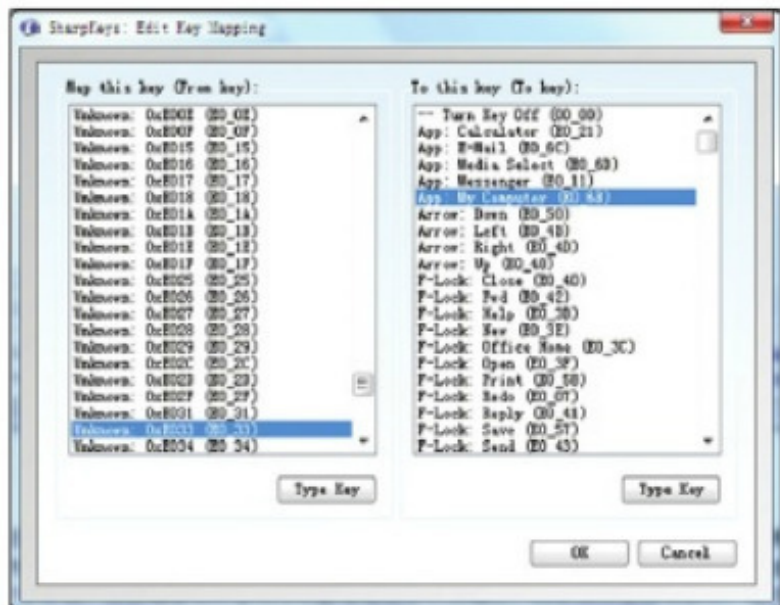 SharpKeys: Edit Key Mapping
Map this key (From key):
Unknown: 0xE00E (E0_0E)
Unknown: 0xE00F (E0_0F)
Unknown: 0xE015 (E0_15)
Unknown: 0xE016 (E0_16)
Unknown: 0xE017 (E0_17)
Unknown: 0xE018 (E0_18)
Unknown: 0xE01A (E0_1A)
Unknown: 0xE01B (E0_1B)
Unknown: 0xE01E (E0_1E)
Unknown: 0xE01F (E0_1F)
Unknown: 0xE025 (E0_25)
Unknown: 0xE026 (E0_26)
Unknown: 0xE027 (E0_27)
Unknown: 0xE028 (E0_28)
Unknown: 0xE029 (E0_29)
Unknown: 0xE02C (E0_2C)
Unknown: 0xE02D (E0_2D)
Unknown: 0xE02F (E0_2F)
Unknown: 0xE031 (E0_31)
Unknown: 0xE033 (E0_33)
Unknown: 0xE034 (E0_34)
Type Key
To this key (To key):
-- Turn Key Off (00_00)
App: Calculator (E0_21)
App: E-Mail (E0_6C)
App: Media Select (E0_6D)
App: Messenger (E0_11)
App: My Computer (E0_6B)
Arrow: Down (E0_50)
Arrow: Left (E0_4B)
Arrow: Right (E0_4D)
Arrow: Up (E0_48)
F-Lock: Close (E0_40)
F-Lock: Fwd (E0_42)
F-Lock: Help (E0_3B)
F-Lock: New (E0_3E)
F-Lock: Office Home (E0_3C)
F-Lock: Open (E0_3F)
F-Lock: Print (E0_58)
F-Lock: Redo (E0_07)
F-Lock: Reply (E0_41)
F-Lock: Save (E0_57)
F-Lock: Send (E0_43)
Type Key
OK
Cancel